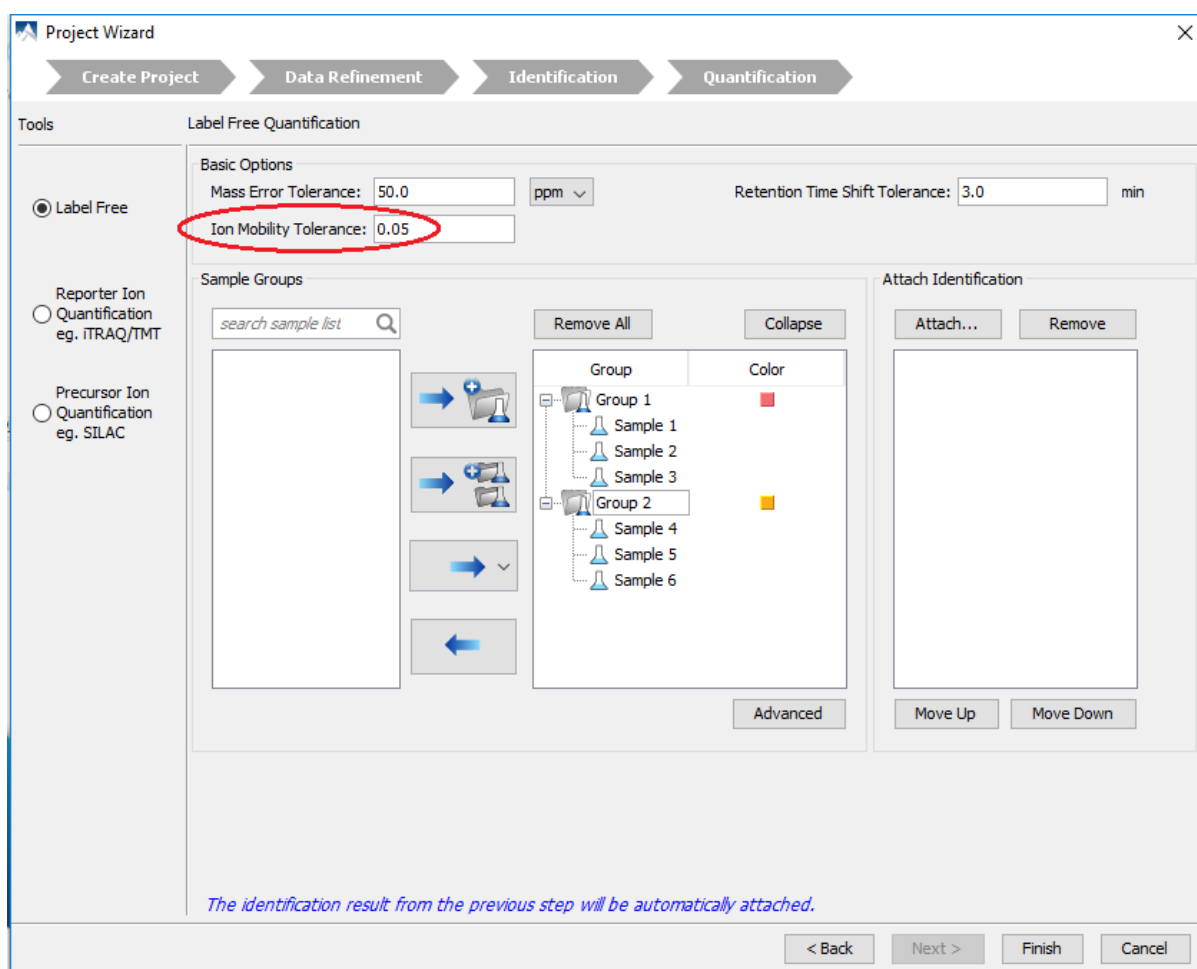 Project Wizard
Create Project
Data Refinement
Identification
Quantification
Tools
Label Free Quantification
Label Free
Reporter Ion
Quantification
eg. iTRAQ/TMT
Precursor Ion
Quantification
eg. SILAC
Basic Options
Mass Error Tolerance: 50.0 ppm
Retention Time Shift Tolerance: 3.0 min
Ion Mobility Tolerance: 0.05
Sample Groups
search sample list
Remove All
Collapse
Group Color
Group 1
Sample 1
Sample 2
Sample 3
Group 2
Sample 4
Sample 5
Sample 6
Advanced
Attach Identification
Attach...
Remove
Move Up
Move Down
The identification result from the previous step will be automatically attached.
< Back
Next >
Finish
Cancel